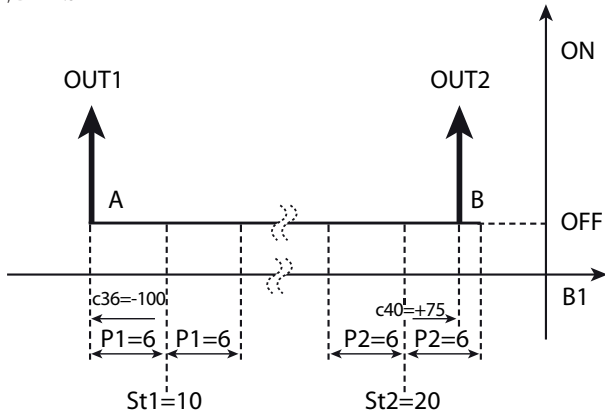 ON
OUT1 OUT2
A B
OFF
B1
c36=-100 c40=+75
P1=6 P1=6 P2=6 P2=6
St1=10 St2=20